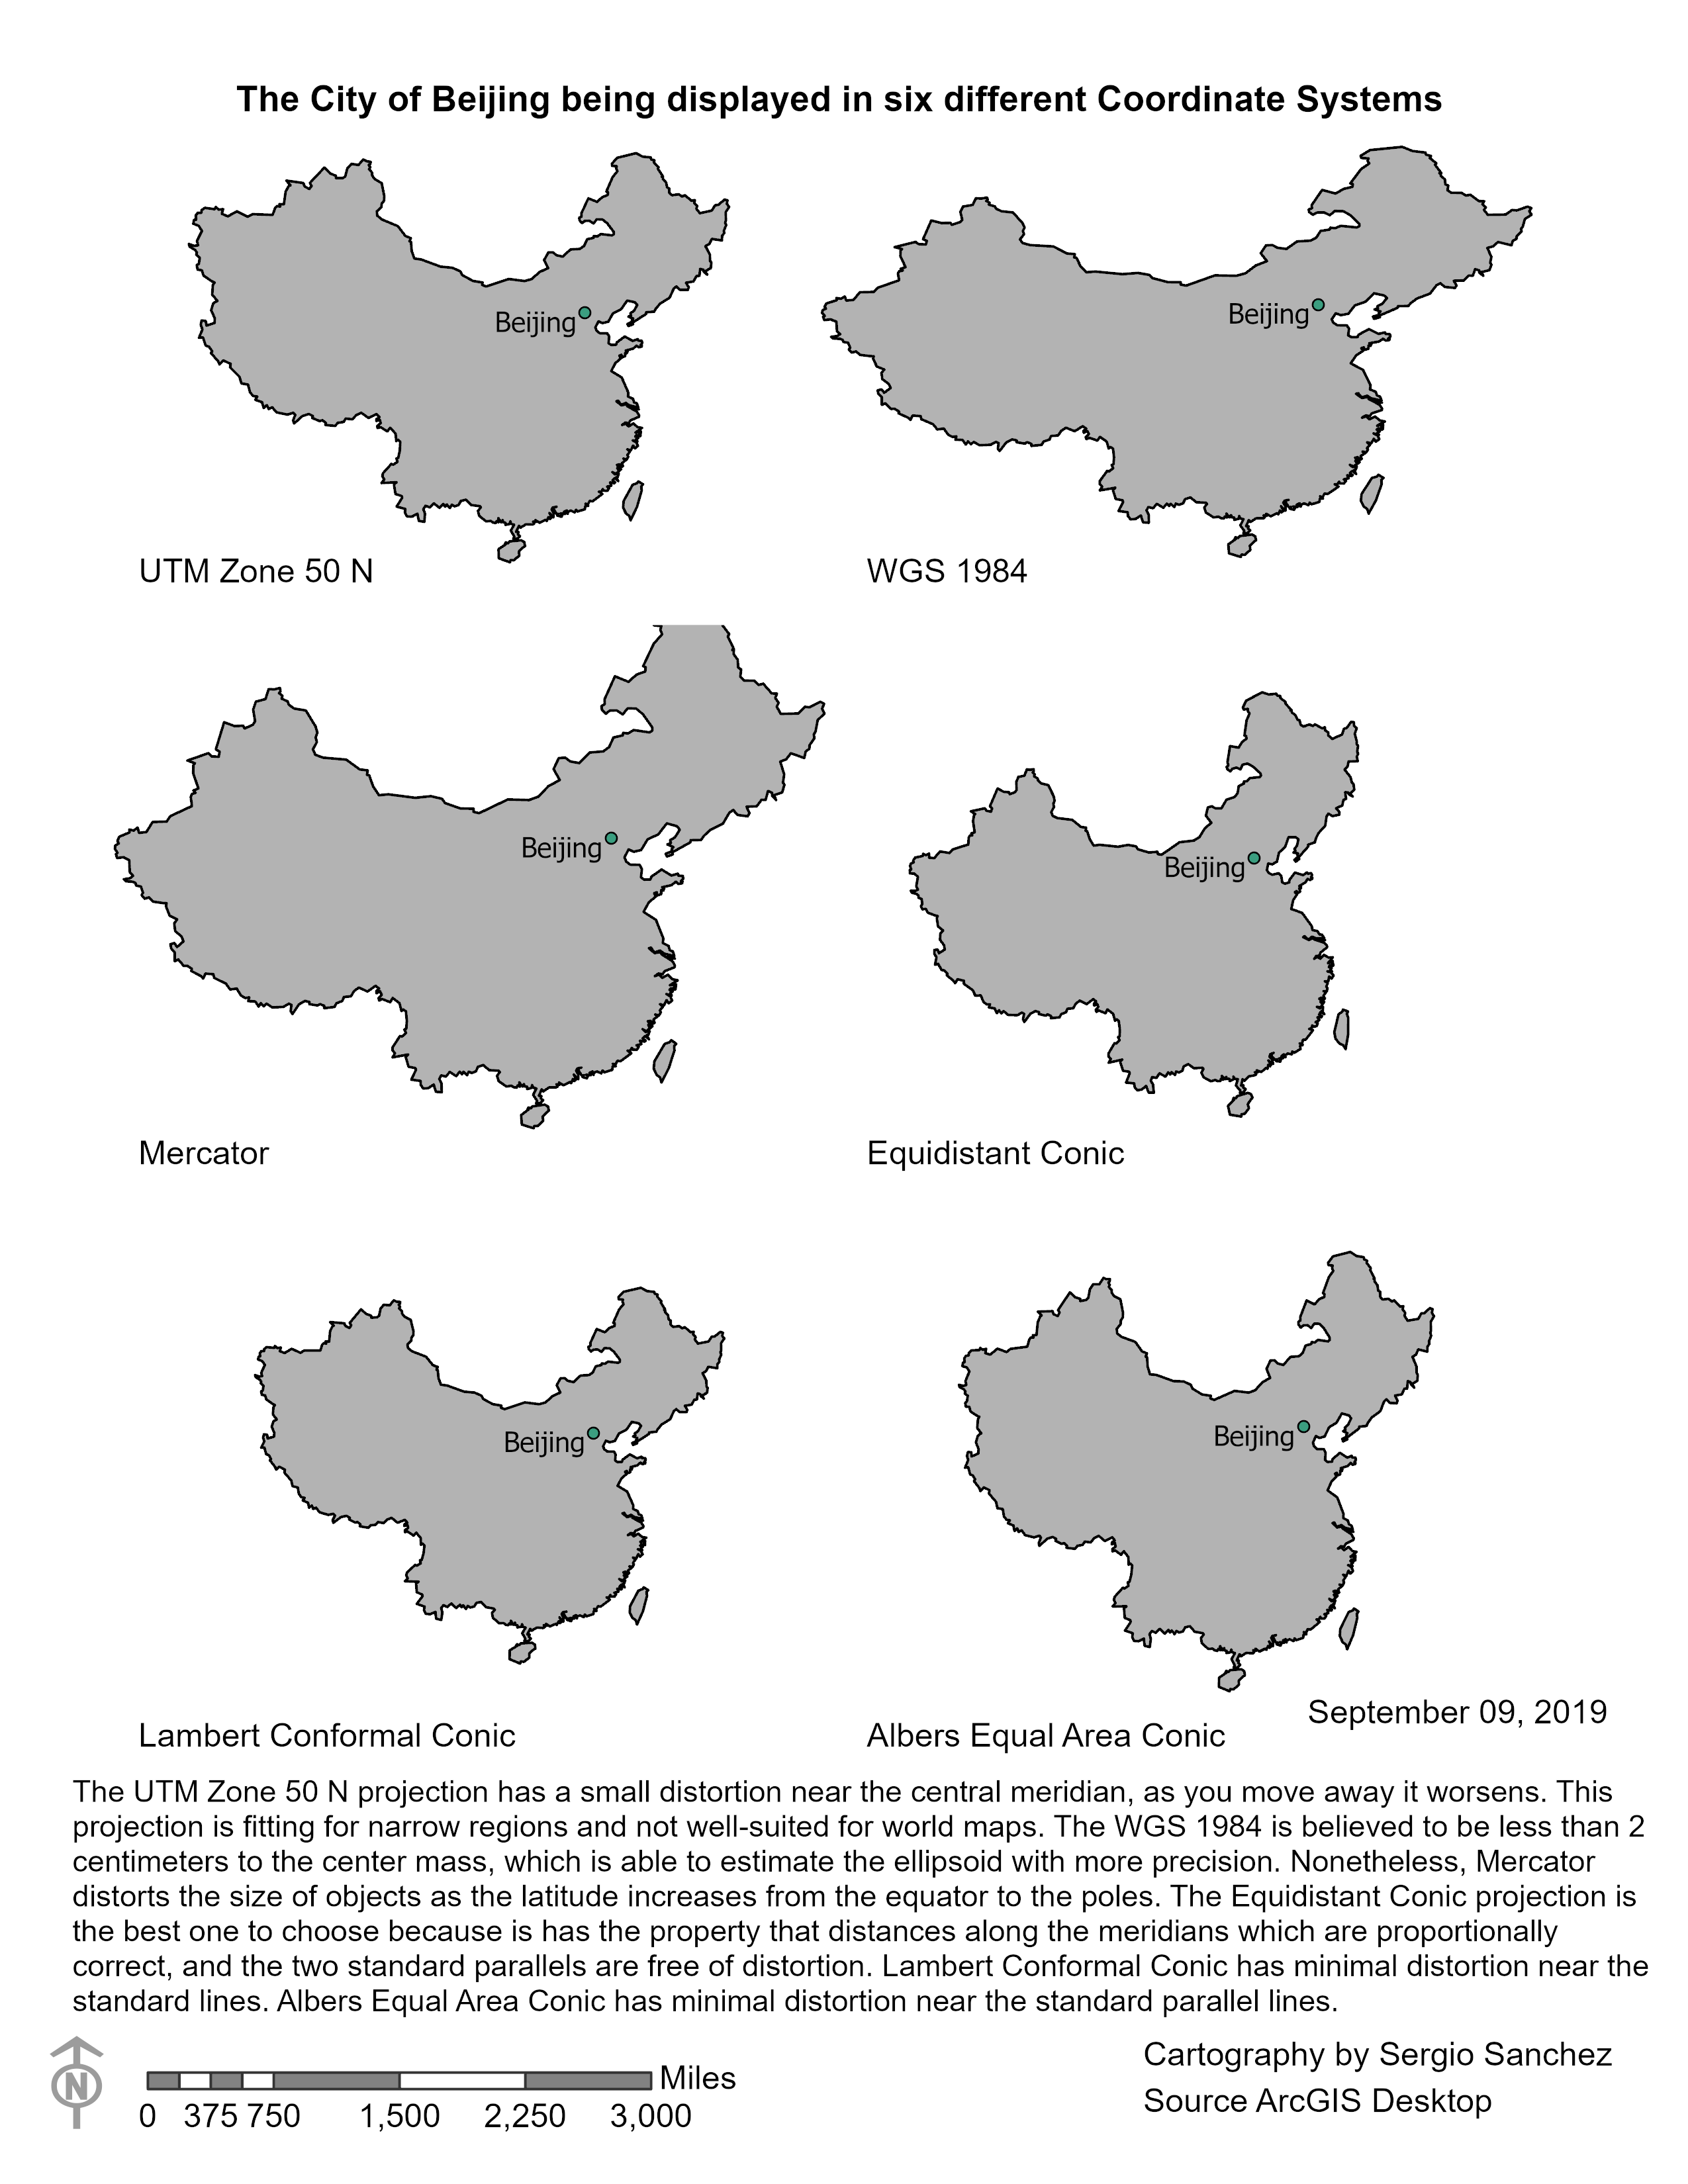 The City of Beijing being displayed in six different Coordinate Systems
Beijing
Beijing
UTM Zone 50 N
WGS 1984
Beijing
Beijing
Mercator
Equidistant Conic
Beijing
Beijing
Lambert Conformal Conic
Albers Equal Area Conic
September 09, 2019
The UTM Zone 50 N projection has a small distortion near the central meridian, as you move away it worsens. This
projection is fitting for narrow regions and not well-suited for world maps. The WGS 1984 is believed to be less than 2
centimeters to the center mass, which is able to estimate the ellipsoid with more precision. Nonetheless, Mercator
distorts the size of objects as the latitude increases from the equator to the poles. The Equidistant Conic projection is
the best one to choose because is has the property that distances along the meridians which are proportionally
correct, and the two standard parallels are free of distortion. Lambert Conformal Conic has minimal distortion near the
standard lines. Albers Equal Area Conic has minimal distortion near the standard parallel lines.
N
Miles
0 375 750 1,500 2,250 3,000
Cartography by Sergio Sanchez
Source ArcGIS Desktop